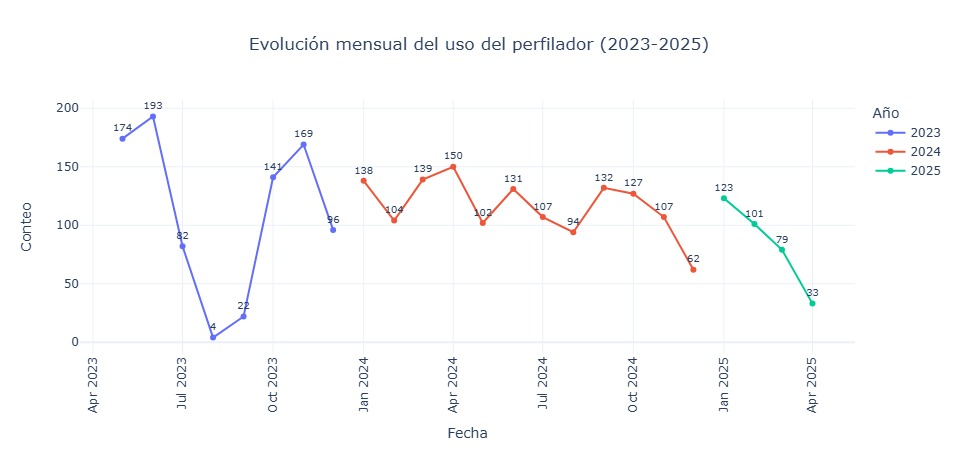 Evolución mensual del uso del perfilador (2023-2025)
Año
2023
2024
2025
Conteo
200
150
100
50
0
174
193
82
4
22
141
169
96
138
104
139
150
102
131
107
94
132
127
107
62
123
101
79
33
Apr 2023
Jul 2023
Oct 2023
Jan 2024
Apr 2024
Jul 2024
Oct 2024
Jan 2025
Apr 2025
Fecha